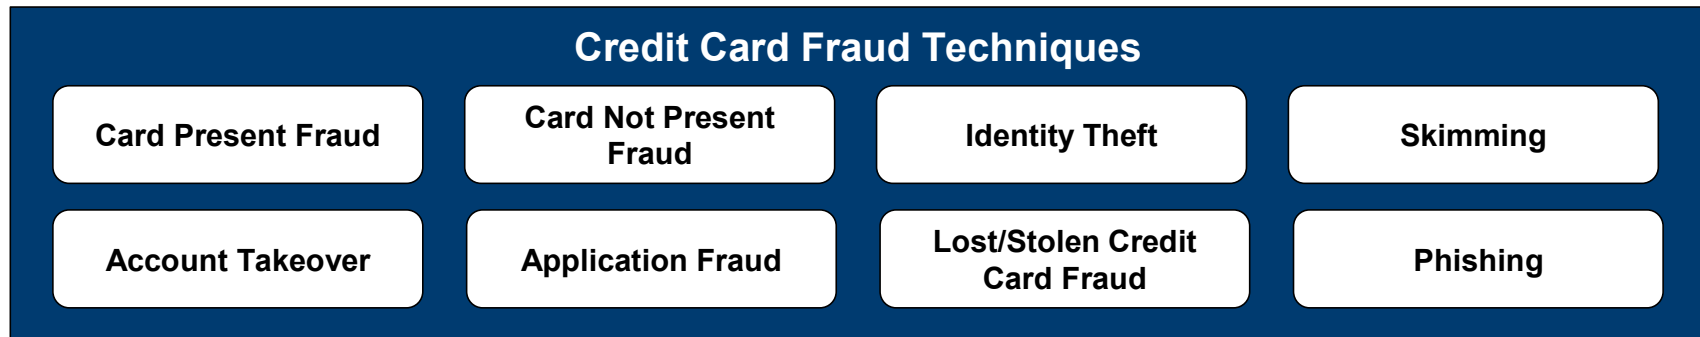 Credit Card Fraud Techniques
Card Present Fraud
Card Not Present
Fraud
Identity Theft
Skimming
Account Takeover
Application Fraud
Lost/Stolen Credit
Card Fraud
Phishing